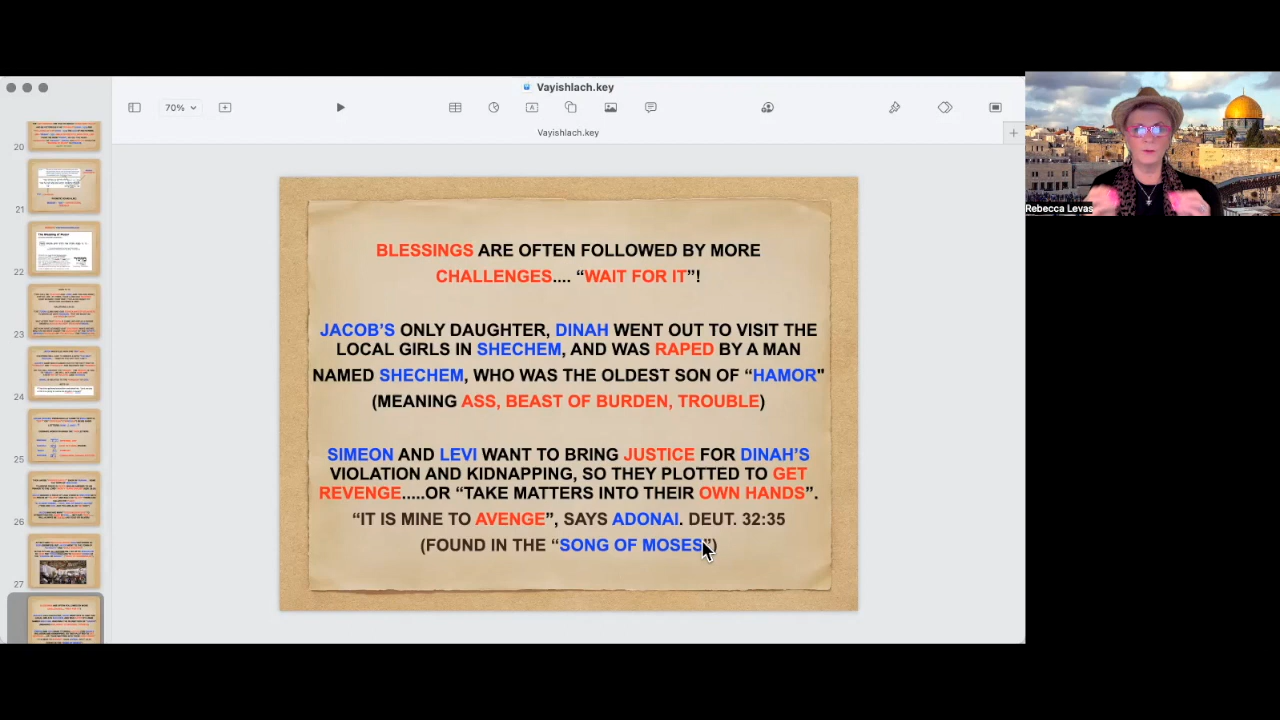 Vayishlach.key
70%
Vayishlach.key
20
21
22
23
24
25
26
27
BLESSINGS ARE OFTEN FOLLOWED BY MORE
CHALLENGES.... “WAIT FOR IT”!
JACOB’S ONLY DAUGHTER, DINAH WENT OUT TO VISIT THE
LOCAL GIRLS IN SHECHEM, AND WAS RAPED BY A MAN
NAMED SHECHEM, WHO WAS THE OLDEST SON OF “HAMOR"
(MEANING ASS, BEAST OF BURDEN, TROUBLE)
SIMEON AND LEVI WANT TO BRING JUSTICE FOR DINAH’S
VIOLATION AND KIDNAPPING, SO THEY PLOTTED TO GET
REVENGE.....OR “TAKE MATTERS INTO THEIR OWN HANDS”.
“IT IS MINE TO AVENGE”, SAYS ADONAI. DEUT. 32:35
(FOUND IN THE “SONG OF MOSES”)
Rebecca Levas